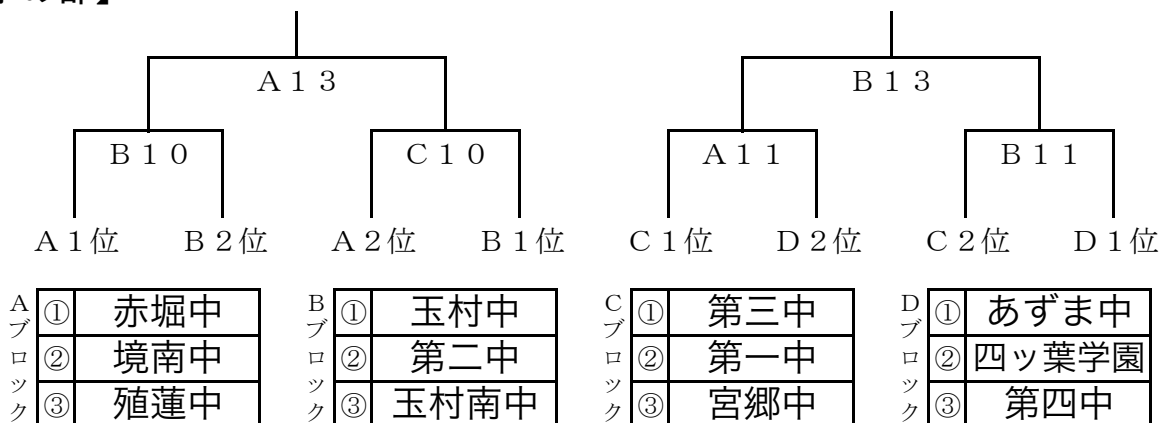 A13 B13
B10 C10 A11 B11
A1位 B2位 A2位 B1位 C1位 D2位 C2位 D1位
Aブロック ① 赤堀中 Bブロック ① 玉村中 Cブロック ① 第三中 Dブロック ① あずま中
② 境南中 ② 第二中 ② 第一中 ② 四ッ葉学園
③ 殖蓮中 ③ 玉村南中 ③ 宮郷中 ③ 第四中